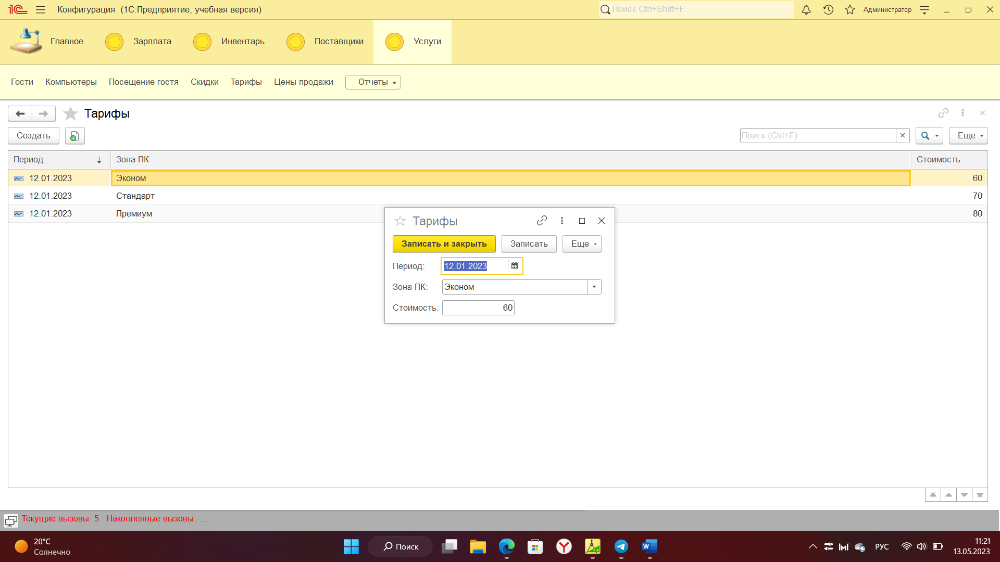 1С Конфигурация (1С:Предприятие, учебная версия) Поиск Ctrl+Shift+F Администратор
Главное Зарплата Инвентарь Поставщики Услуги
Гости Компьютеры Посещение гостя Скидки Тарифы Цены продажи Отчеты
Тарифы
Создать Поиск (Ctrl+F) Еще
Период Зона ПК Стоимость
12.01.2023 Эконом 60
12.01.2023 Стандарт 70
12.01.2023 Премиум 80
Тарифы
Записать и закрыть Записать Еще
Период: 12.01.2023
Зона ПК: Эконом
Стоимость: 60
Текущие вызовы: 5 Накопленные вызовы: ...
20°C
Солнечно
Поиск
РУС
11:21
13.05.2023